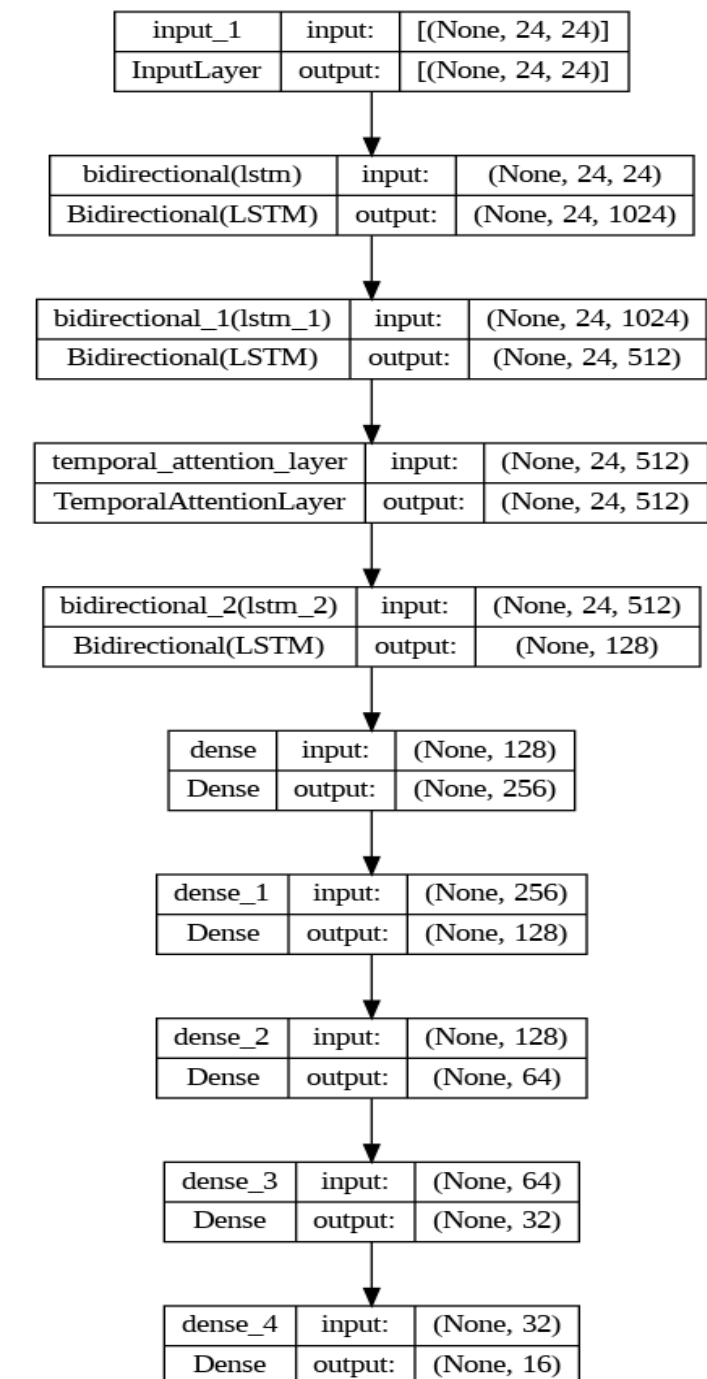 input_1 input: [(None, 24, 24)]
InputLayer output: [(None, 24, 24)]
bidirectional(lstm) input: (None, 24, 24)
Bidirectional(LSTM) output: (None, 24, 1024)
bidirectional_1(lstm_1) input: (None, 24, 1024)
Bidirectional(LSTM) output: (None, 24, 512)
temporal_attention_layer input: (None, 24, 512)
TemporalAttentionLayer output: (None, 24, 512)
bidirectional_2(lstm_2) input: (None, 24, 512)
Bidirectional(LSTM) output: (None, 128)
dense input: (None, 128)
Dense output: (None, 256)
dense_1 input: (None, 256)
Dense output: (None, 128)
dense_2 input: (None, 128)
Dense output: (None, 64)
dense_3 input: (None, 64)
Dense output: (None, 32)
dense_4 input: (None, 32)
Dense output: (None, 16)